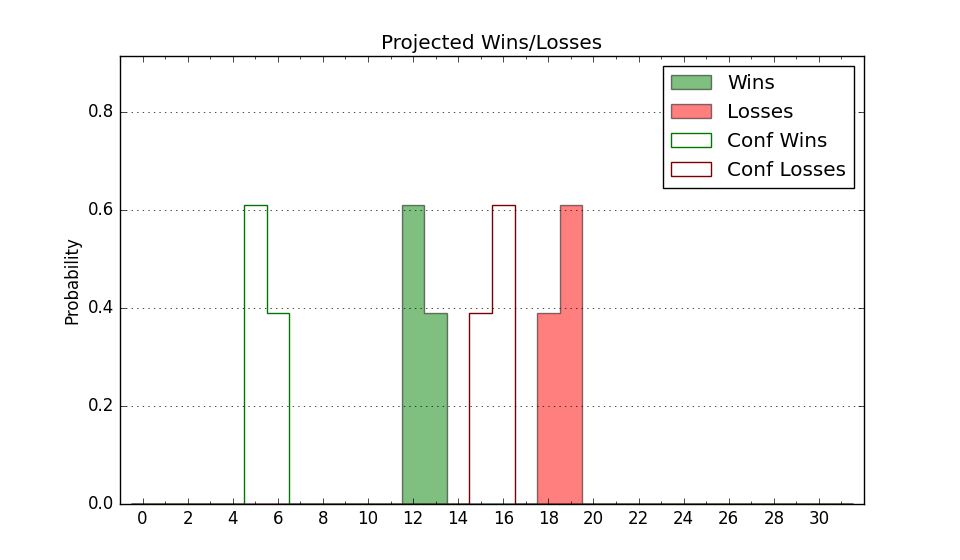 Projected Wins/Losses
Wins
Losses
Conf Wins
Conf Losses
Probability
0.8
0.6
0.4
0.2
0.0
0 2 4 6 8 10 12 14 16 18 20 22 24 26 28 30